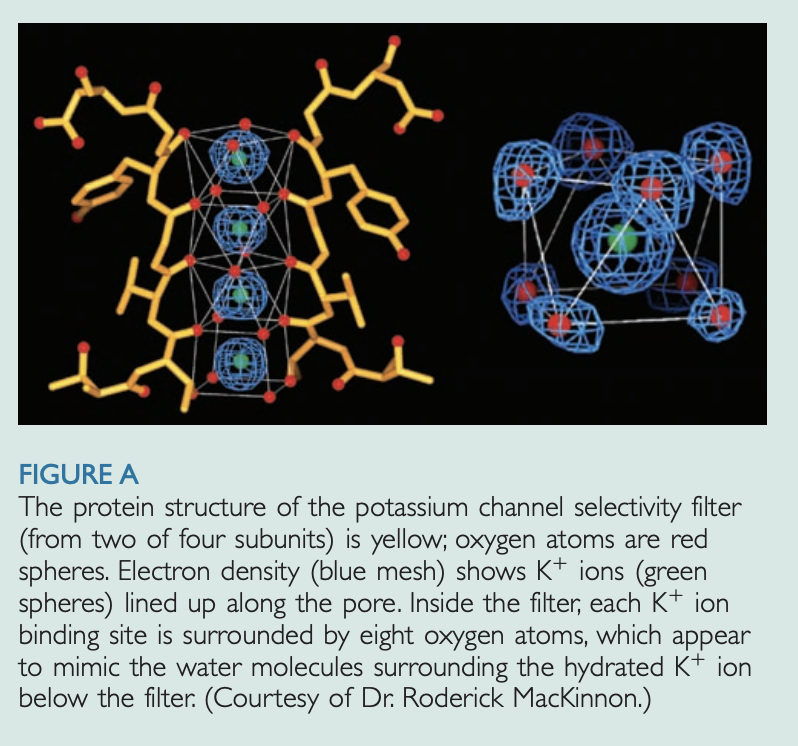 FIGURE A
The protein structure of the potassium channel selectivity filter
(from two of four subunits) is yellow; oxygen atoms are red
spheres. Electron density (blue mesh) shows K⁺ ions (green
spheres) lined up along the pore. Inside the filter, each K⁺ ion
binding site is surrounded by eight oxygen atoms, which appear
to mimic the water molecules surrounding the hydrated K⁺ ion
below the filter. (Courtesy of Dr. Roderick MacKinnon.)